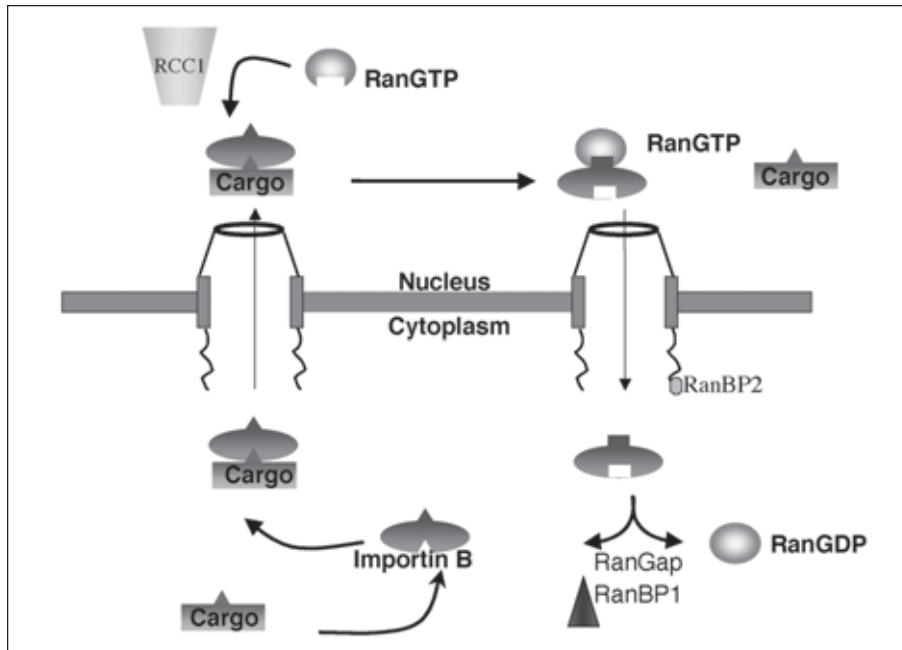 RCC1
RanGTP
Cargo
RanGTP
Cargo
Nucleus
Cytoplasm
RanBP2
Cargo
Importin B
Cargo
RanGap
RanBP1
RanGDP